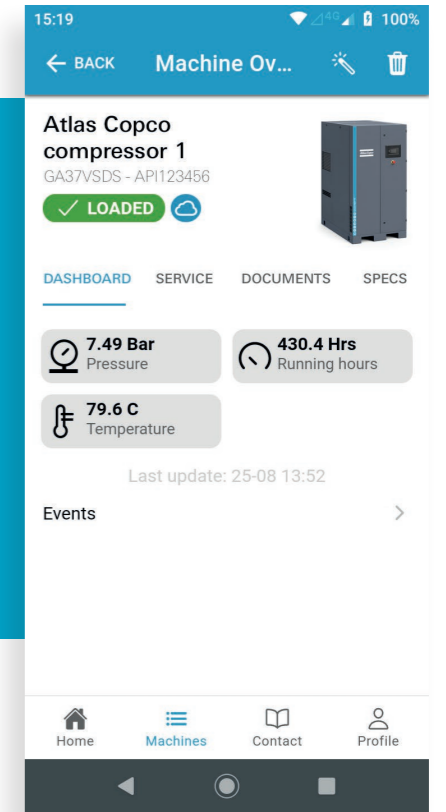 15:19
4G
100%
BACK
Machine Ov...
Atlas Copco
compressor 1
GA37VSDS - API123456
LOADED
DASHBOARD SERVICE DOCUMENTS SPECS
7.49 Bar
Pressure
430.4 Hrs
Running hours
79.6 C
Temperature
Last update: 25-08 13:52
Events
Home Machines Contact Profile